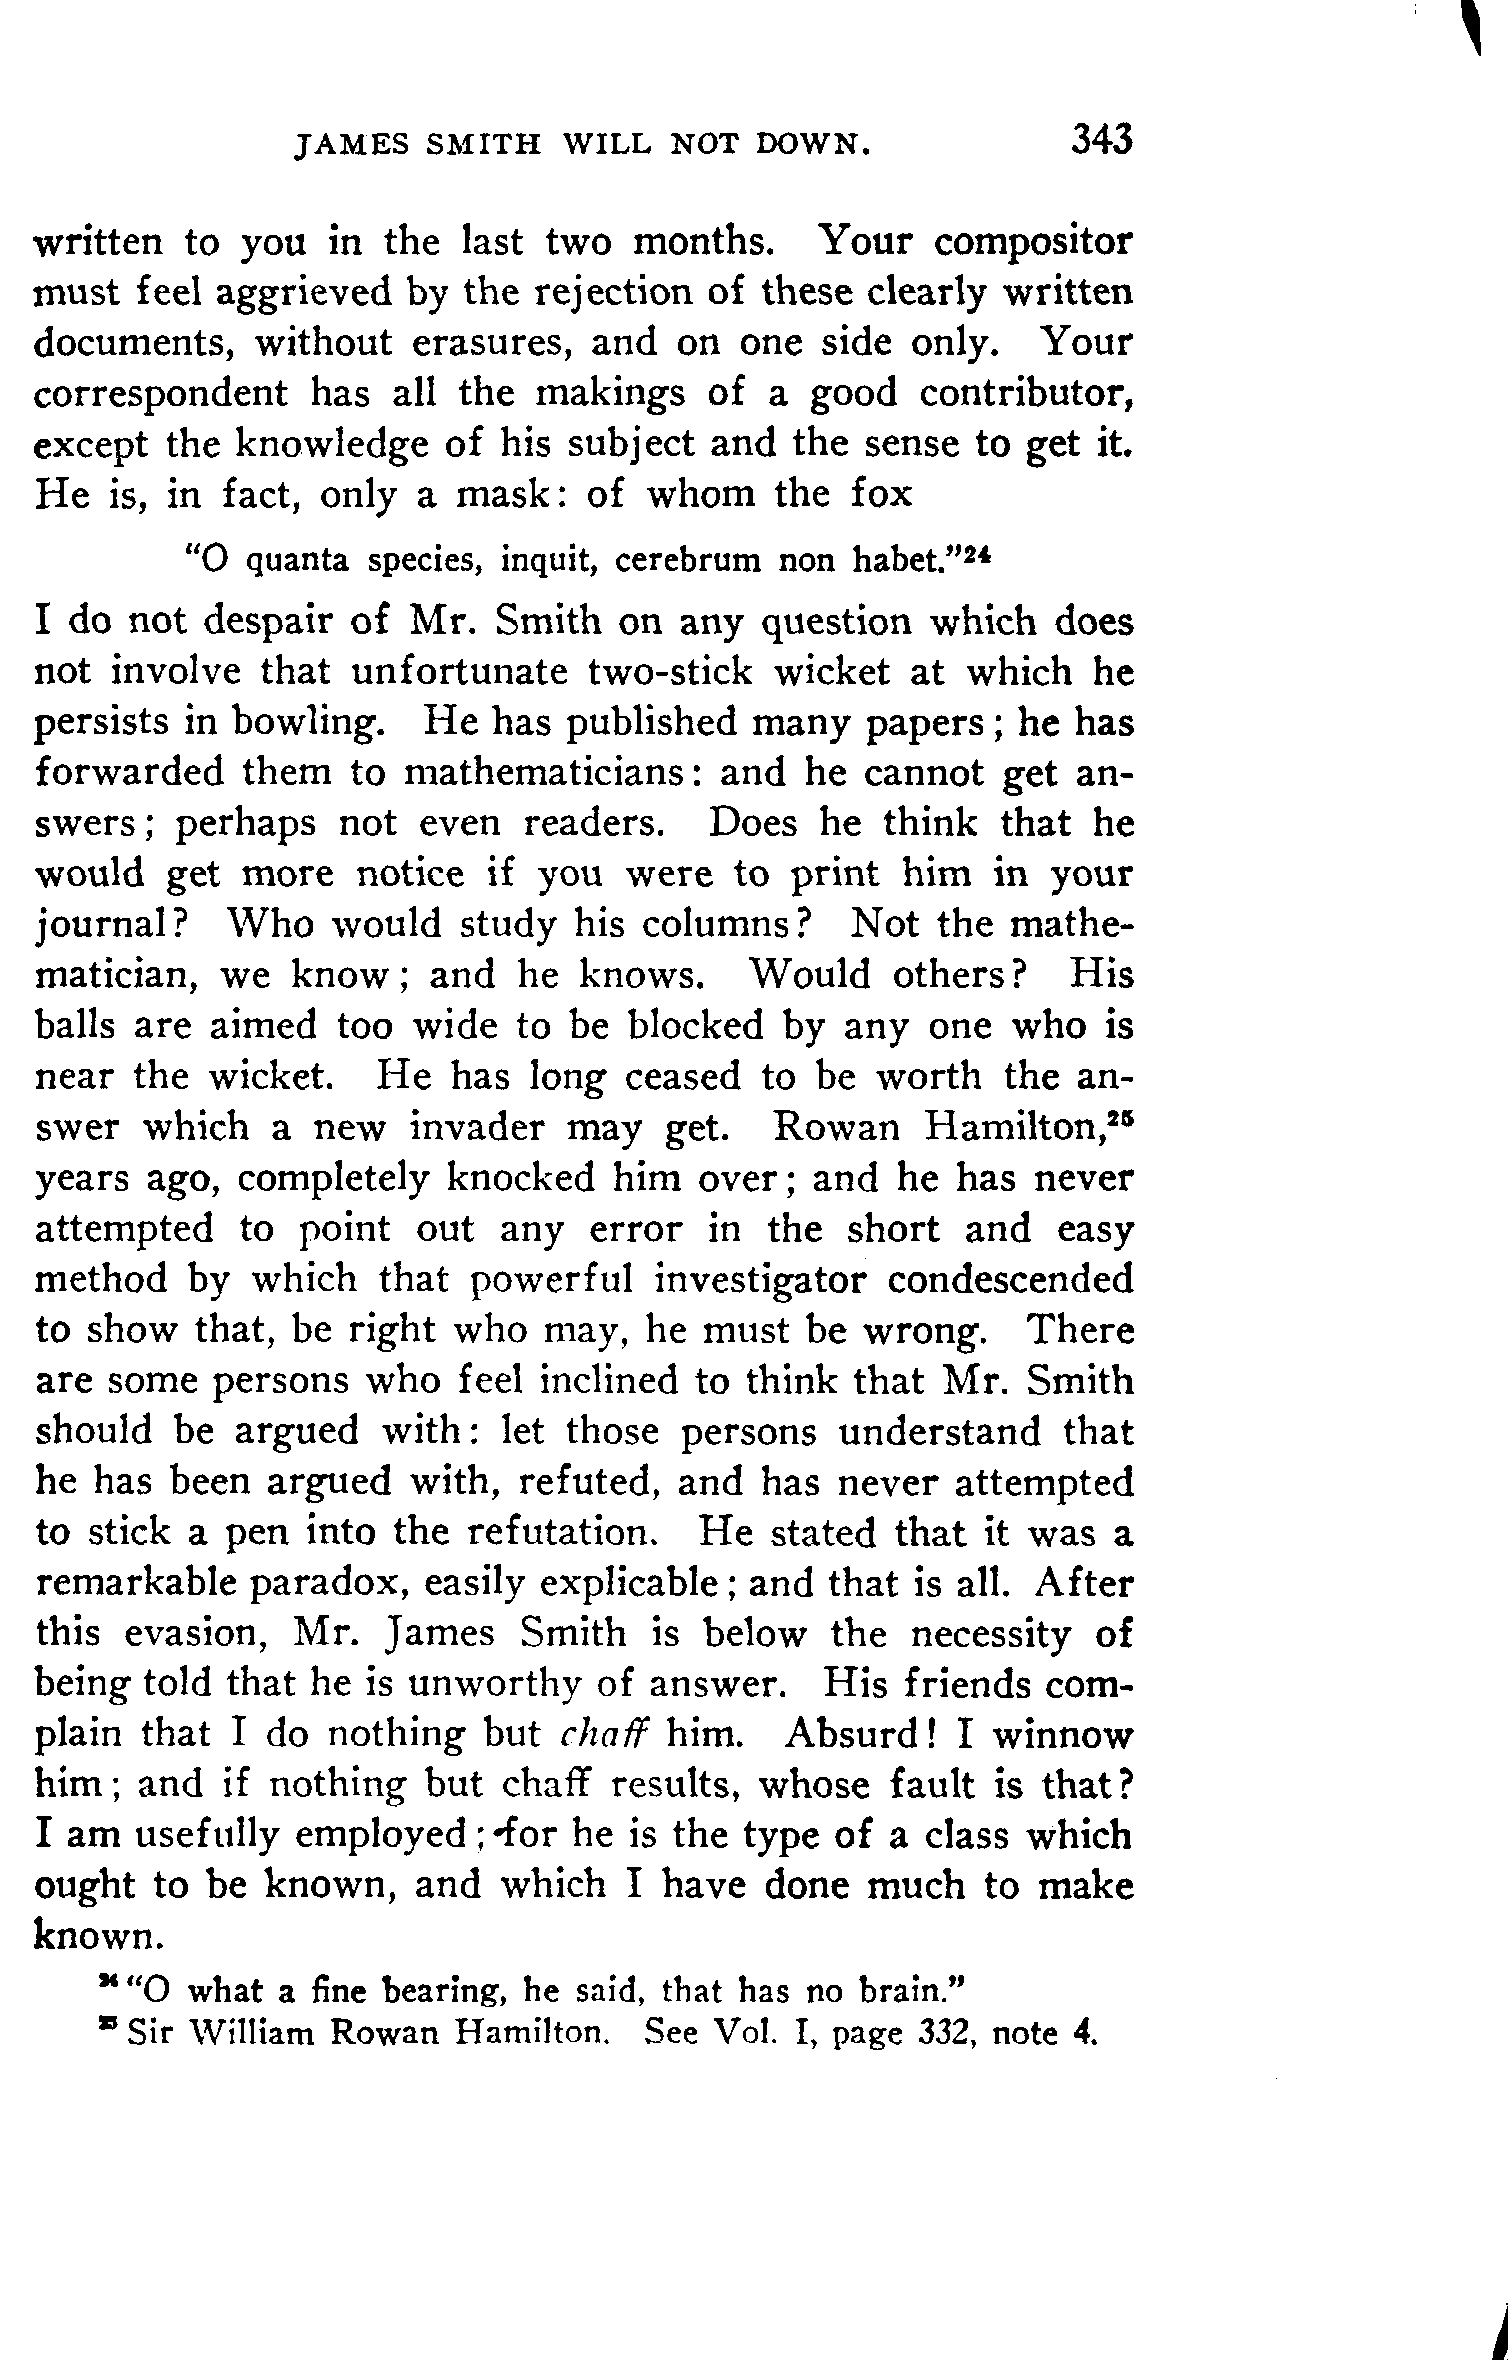 JAMES SMITH WILL NOT DOWN. 343
written to you in the last two months. Your compositor
must feel aggrieved by the rejection of these clearly written
documents, without erasures, and on one side only. Your
correspondent has all the makings of a good contributor,
except the knowledge of his subject and the sense to get it.
He is, in fact, only a mask: of whom the fox
"O quanta species, inquit, cerebrum non habet."24
I do not despair of Mr. Smith on any question which does
not involve that unfortunate two-stick wicket at which he
persists in bowling. He has published many papers; he has
forwarded them to mathematicians: and he cannot get an-
swers; perhaps not even readers. Does he think that he
would get more notice if you were to print him in your
journal? Who would study his columns? Not the mathe-
matician, we know; and he knows. Would others? His
balls are aimed too wide to be blocked by any one who is
near the wicket. He has long ceased to be worth the an-
swer which a new invader may get. Rowan Hamilton,25
years ago, completely knocked him over; and he has never
attempted to point out any error in the short and easy
method by which that powerful investigator condescended
to show that, be right who may, he must be wrong. There
are some persons who feel inclined to think that Mr. Smith
should be argued with: let those persons understand that
he has been argued with, refuted, and has never attempted
to stick a pen into the refutation. He stated that it was a
remarkable paradox, easily explicable; and that is all. After
this evasion, Mr. James Smith is below the necessity of
being told that he is unworthy of answer. His friends com-
plain that I do nothing but chaff him. Absurd! I winnow
him; and if nothing but chaff results, whose fault is that?
I am usefully employed; for he is the type of a class which
ought to be known, and which I have done much to make
known.
24 "O what a fine bearing, he said, that has no brain."
25 Sir William Rowan Hamilton. See Vol. I, page 332, note 4.